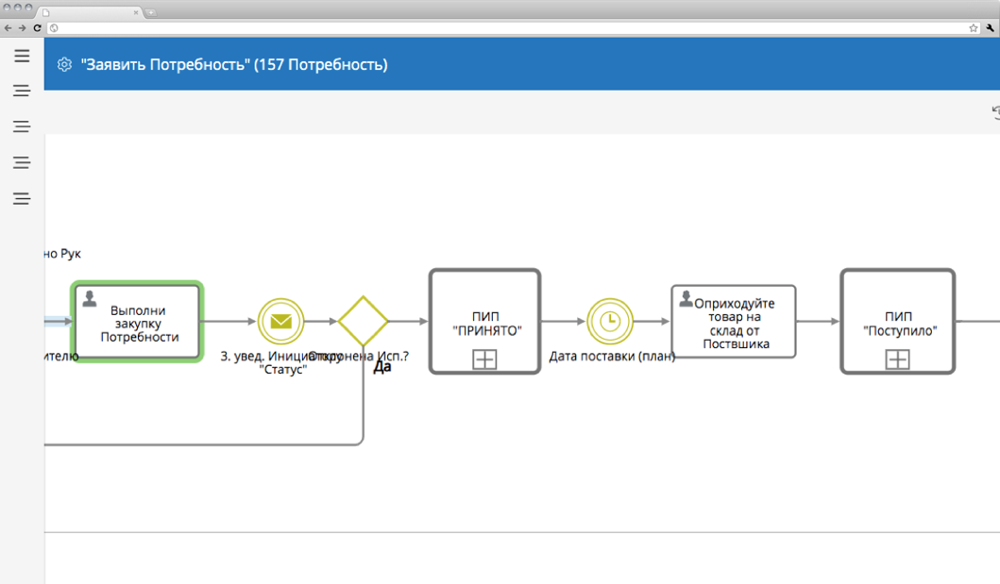 "Заявить Потребность" (157 Потребность)
но Рук
Выполни
закупку
Потребности
ителю
3. увед. Инициатору
"Статус"
Отклонена Исп.?
Да
ПИП
"ПРИНЯТО"
Дата поставки (план)
Оприходуйте
товар на
склад от
Поствшика
ПИП
"Поступило"